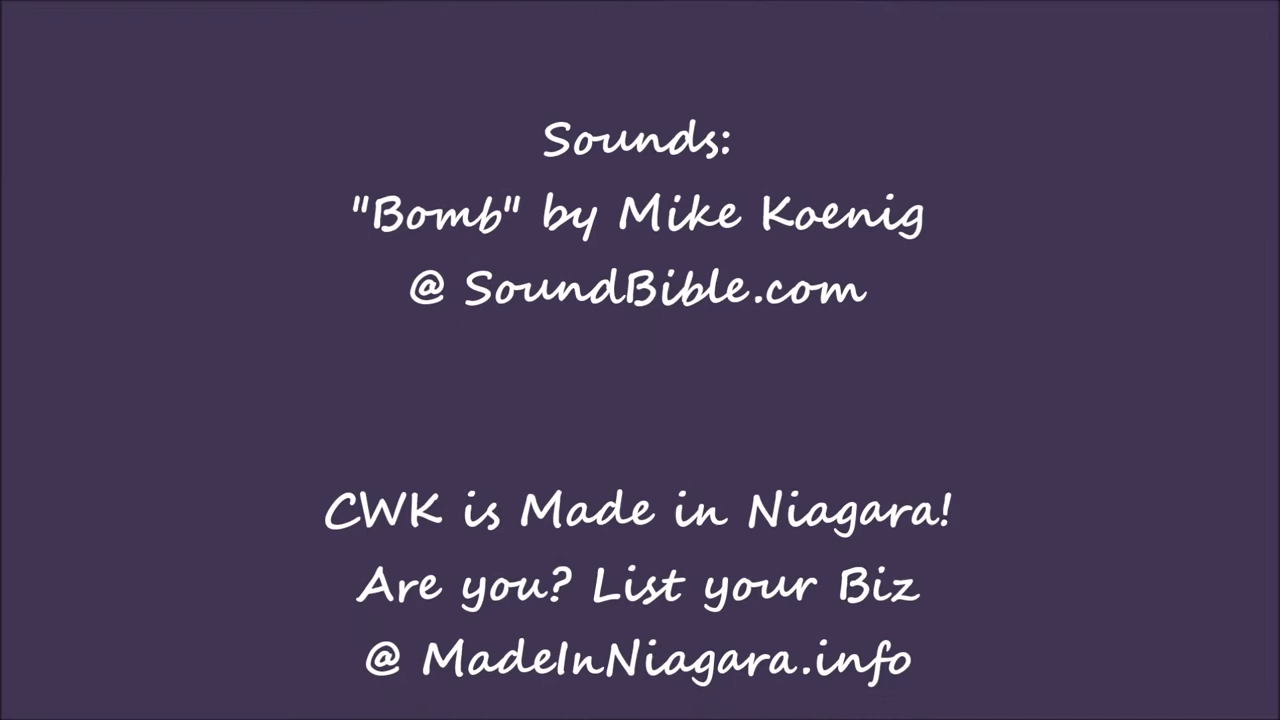 Sounds:
"Bomb" by Mike Koenig
@ SoundBible.com
CWK is Made in Niagara!
Are you? List your Biz
@ MadeInNiagara.info